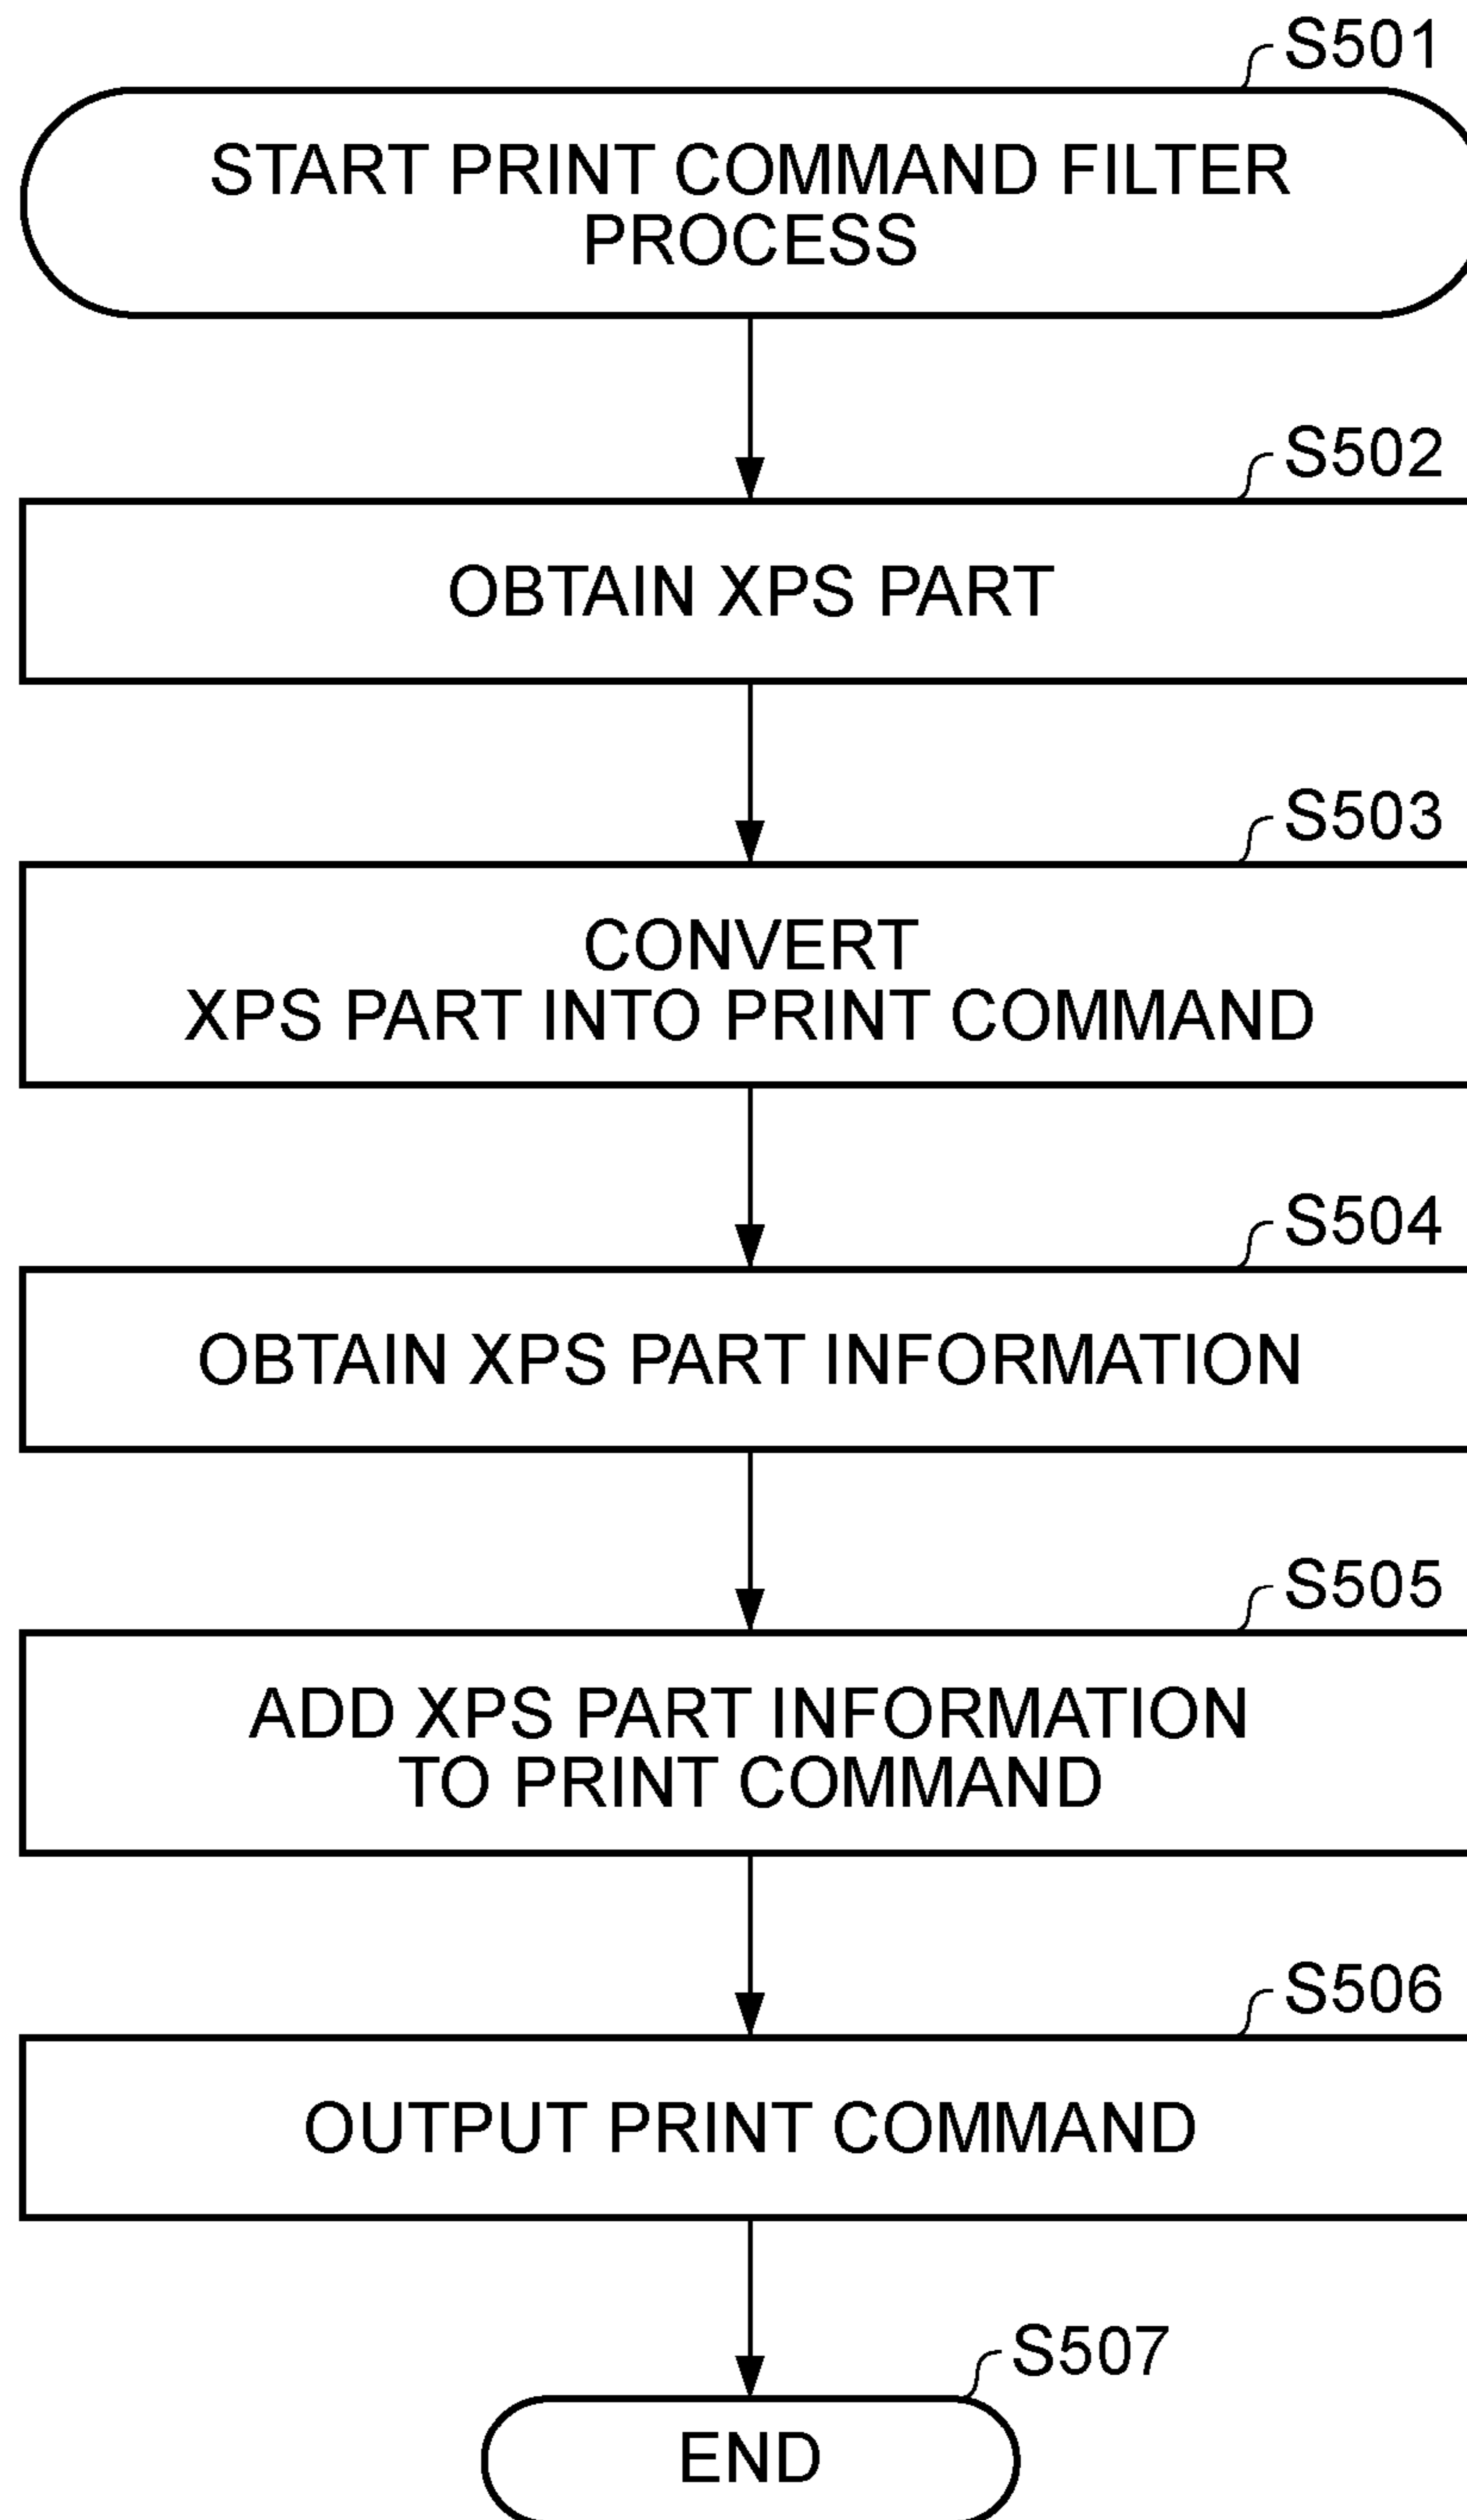 S501
START PRINT COMMAND FILTER
PROCESS
S502
OBTAIN XPS PART
S503
CONVERT
XPS PART INTO PRINT COMMAND
S504
OBTAIN XPS PART INFORMATION
S505
ADD XPS PART INFORMATION
TO PRINT COMMAND
S506
OUTPUT PRINT COMMAND
S507
END